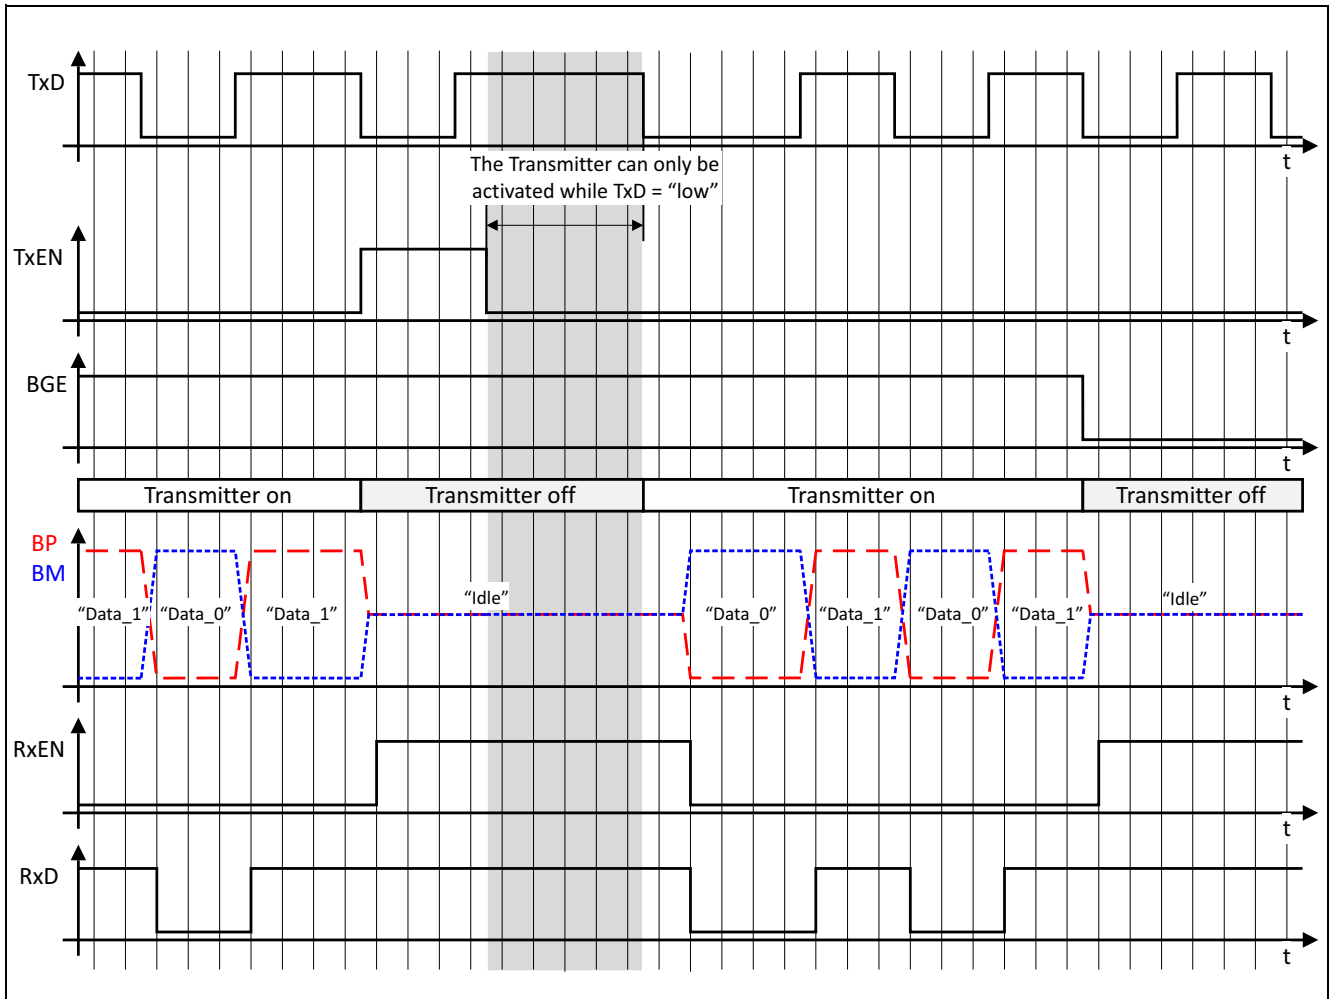 TxD
t
The Transmitter can only be
activated while TxD = “low”
TxEN
t
BGE
t
Transmitter on
Transmitter off
Transmitter on
Transmitter off
BP
BM
“Data_1”
“Data_0”
“Data_1”
“Idle”
“Data_0”
“Data_1”
“Data_0”
“Data_1”
“Idle”
t
RxEN
t
RxD
t